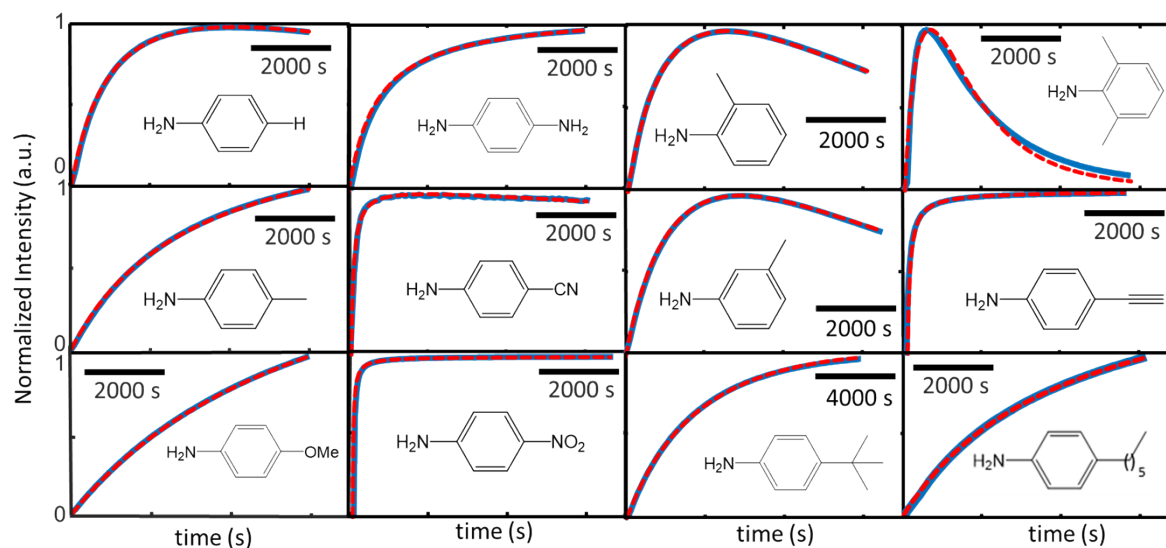 Normalized Intensity (a.u.)
1
0
2000 s
H₂N
H
2000 s
H₂N
NH₂
2000 s
H₂N
2000 s
H₂N
1
0
2000 s
H₂N
2000 s
H₂N
CN
2000 s
H₂N
2000 s
H₂N
1
0
2000 s
H₂N
OMe
2000 s
H₂N
NO₂
4000 s
H₂N
2000 s
H₂N
()₅
time (s)
time (s)
time (s)
time (s)